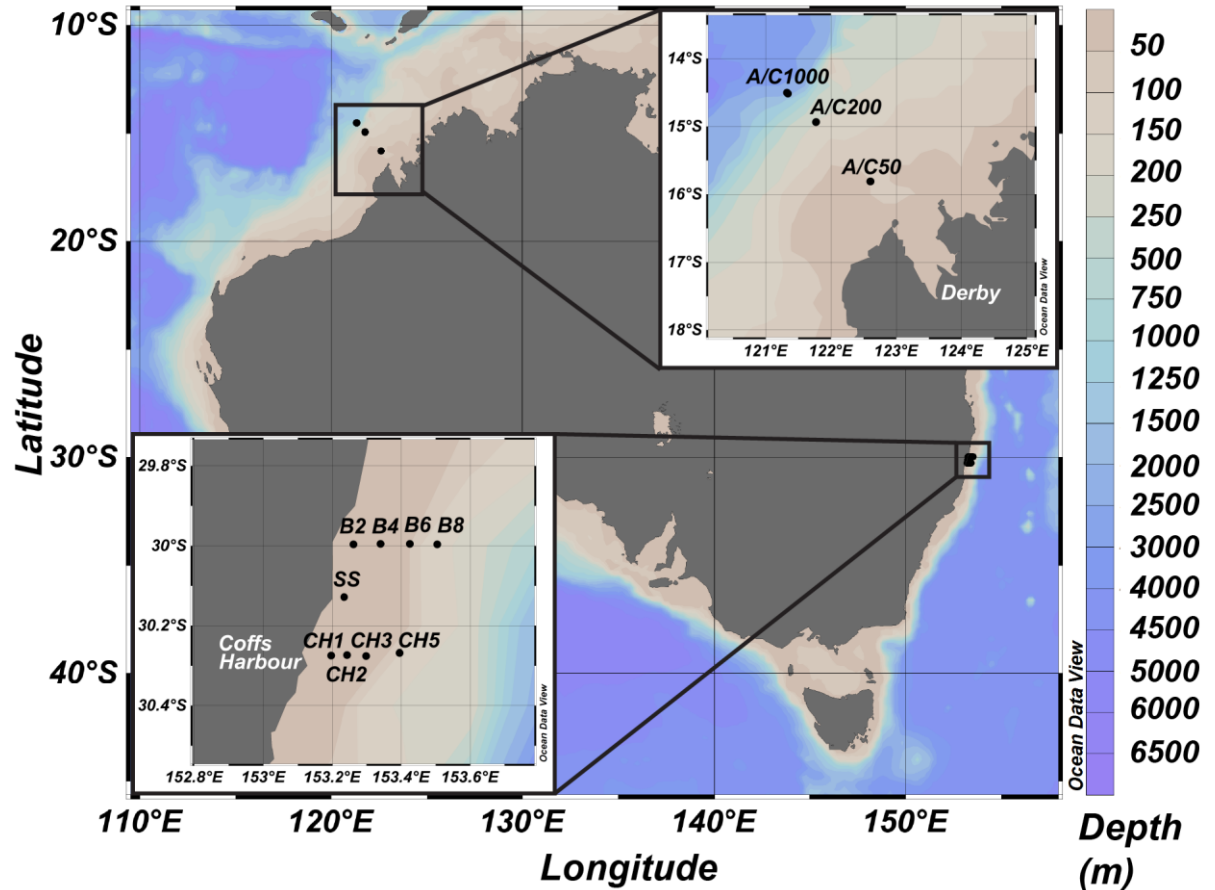 10°S
20°S
30°S
40°S
Latitude
110°E
120°E
130°E
140°E
150°E
Longitude
14°S
15°S
16°S
17°S
18°S
121°E
122°E
123°E
124°E
125°E
A/C1000
A/C200
A/C50
Derby
Ocean Data View
29.8°S
30°S
30.2°S
30.4°S
152.8°E
153°E
153.2°E
153.4°E
153.6°E
B2 B4 B6 B8
SS
Coffs
Harbour
CH1 CH3 CH5
CH2
Ocean Data View
Ocean Data View
50
100
150
200
250
500
750
1000
1250
1500
2000
2500
3000
4000
5000
6000
6500
Depth
(m)